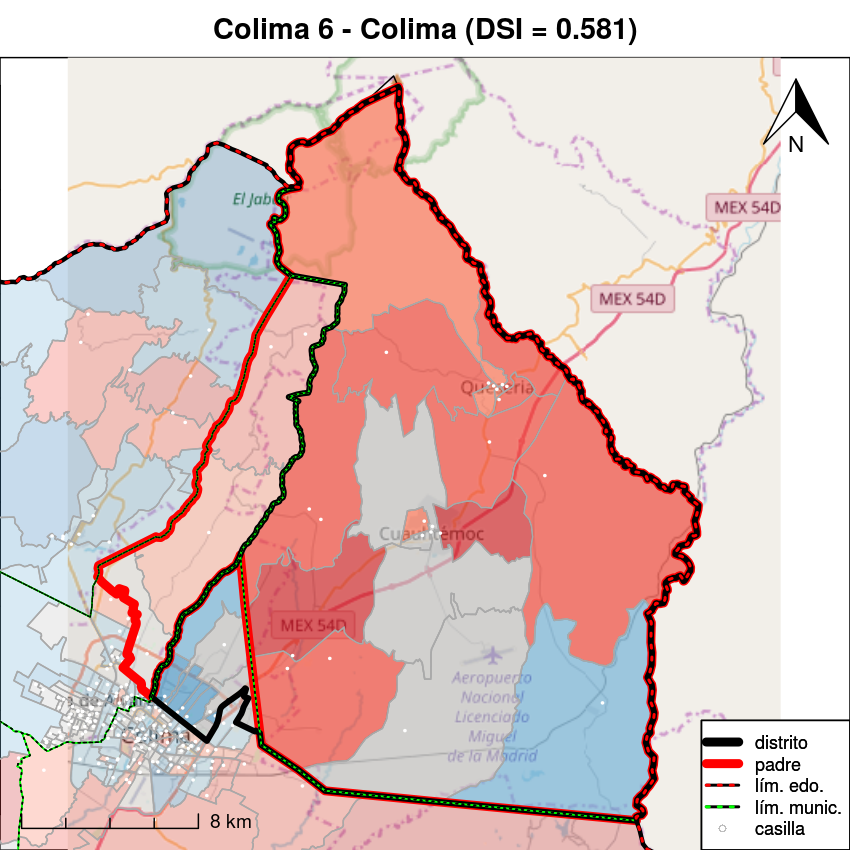 Colima 6 - Colima (DSI = 0.581)
N
El Jaba
MEX 54D
MEX 54D
Quesería
Cuauhtémoc
MEX 54D
Aeropuerto
Nacional
Licenciado
Miguel
de la Madrid
Colima
8 km
distrito
padre
lím. edo.
lím. munic.
casilla